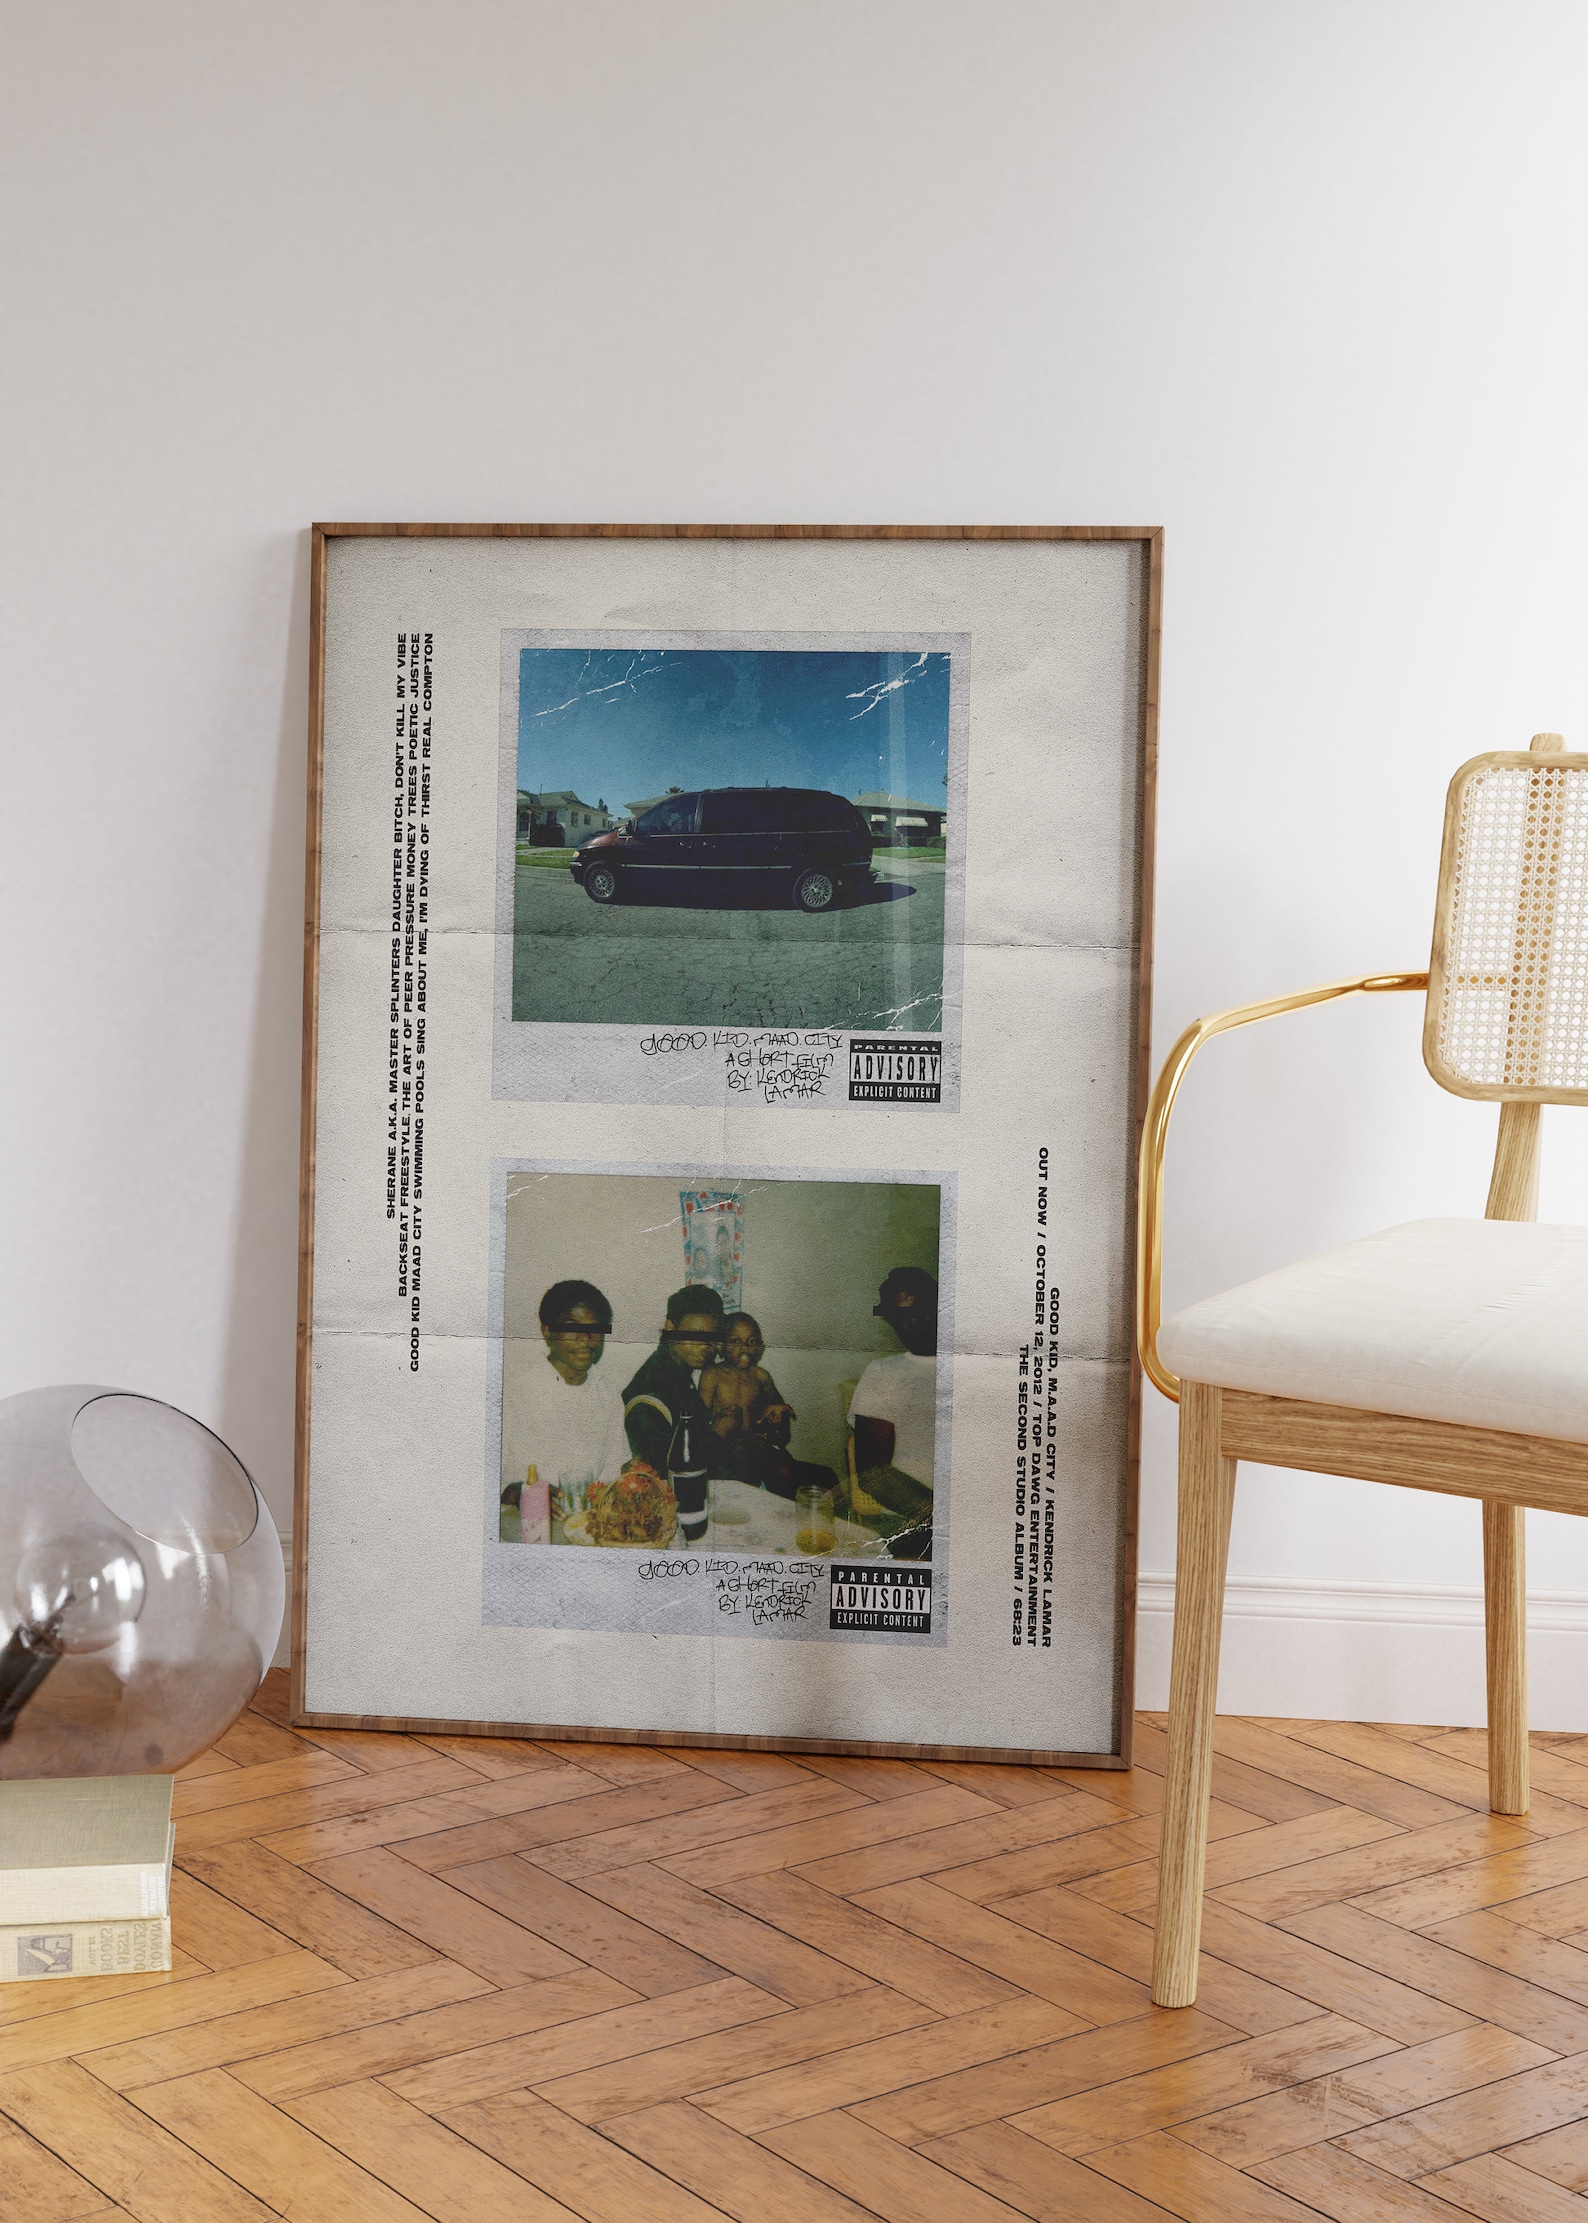 SHERANE A.K.A. MASTER SPLINTERS DAUGHTER BITCH, DON'T KILL MY VIBE
BACKSEAT FREESTYLE THE ART OF PEER PRESSURE MONEY TREES POETIC JUSTICE
GOOD KID MAAD CITY SWIMMING POOLS SING ABOUT ME, I'M DYING OF THIRST REAL COMPTON
GOOD KID. MAAD. CITY
A SHORT FILM
BY: KENDRICK
LAMAR
PARENTAL
ADVISORY
EXPLICIT CONTENT
GOOD KID. MAAD. CITY
A SHORT FILM
BY: KENDRICK
LAMAR
PARENTAL
ADVISORY
EXPLICIT CONTENT
GOOD KID, M.A.A.D CITY / KENDRICK LAMAR
OUT NOW / OCTOBER 12, 2012 / TOP DAWG ENTERTAINMENT
THE SECOND STUDIO ALBUM / 68:23
CONAN
DOYLE'S
BEST
BOOKS